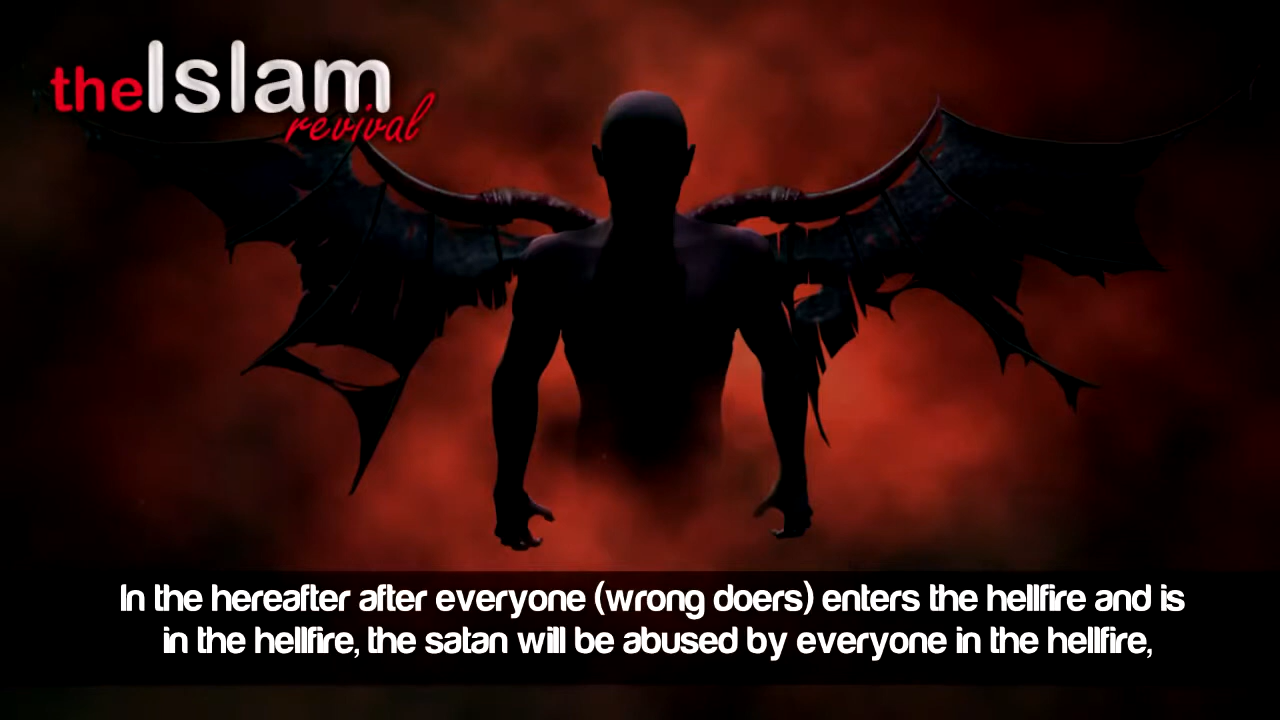 theIslam
revival
In the hereafter after everyone (wrong doers) enters the hellfire and is
in the hellfire, the satan will be abused by everyone in the hellfire,